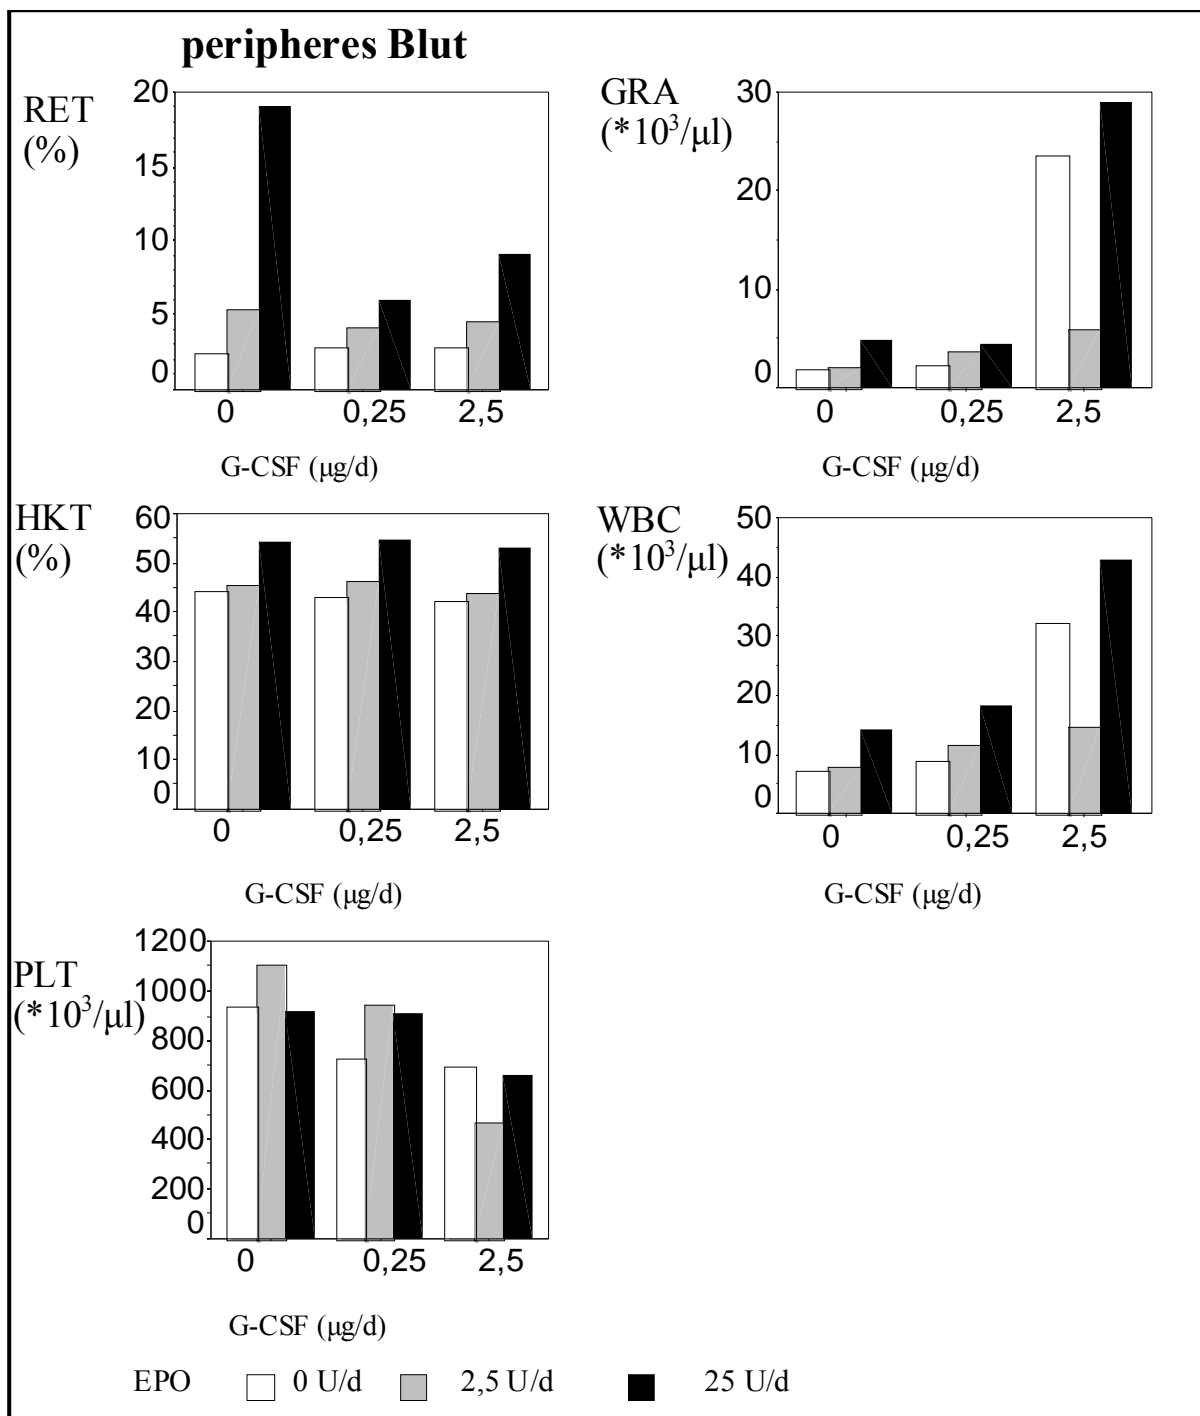 peripheres Blut
RET
(%)
20
15
10
5
0
0 0,25 2,5
G-CSF (µg/d)
GRA
(*10³/µl)
30
20
10
0
0 0,25 2,5
G-CSF (µg/d)
HKT
(%)
60
50
40
30
20
10
0
0 0,25 2,5
G-CSF (µg/d)
WBC
(*10³/µl)
50
40
30
20
10
0
0 0,25 2,5
G-CSF (µg/d)
PLT
(*10³/µl)
1200
1000
800
600
400
200
0
0 0,25 2,5
G-CSF (µg/d)
EPO 0 U/d 2,5 U/d 25 U/d